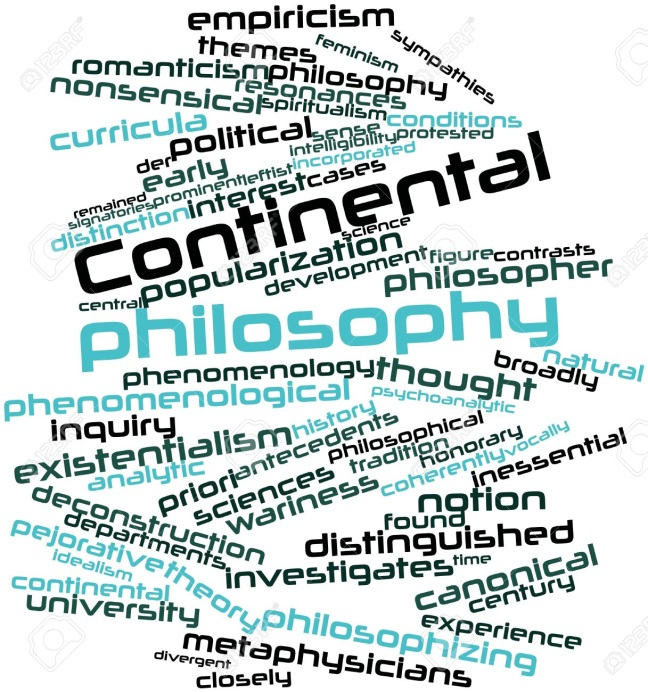 empiricism
themes
feminism
sympathies
romanticism
philosophy
nonsensical
resonances
spiritualism
curricula
political
sense
conditions
intelligibility
protested
der
early
prominent
leftist
incorporated
remained
signatories
interest
cases
distinction
Continental
science
popularization
development
figure
contrasts
central
philosopher
philosophy
phenomenology
thought
broadly
natural
phenomenological
psychoanalytic
inquiry
history
existentialism
antecedents
philosophical
honorary
vocally
analytic
priori
tradition
coherently
inessential
sciences
wariness
deconstruction
notion
found
departments
distinguished
pejorative
idealism
theory
investigates
time
canonical
century
continental
university
philosophizing
experience
metaphysicians
divergent
closely
123RF